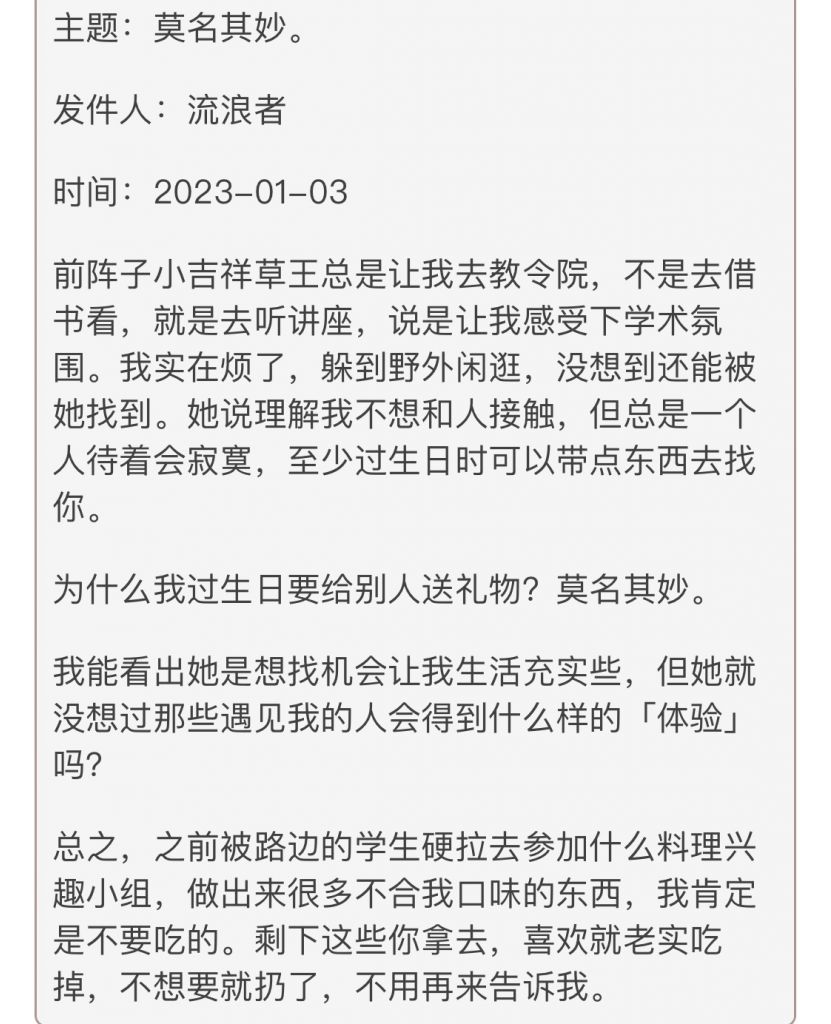 主题：莫名其妙。
发件人：流浪者
时间：2023-01-03
前阵子小吉祥草王总是让我去教令院，不是去借
书看，就是去听讲座，说是让我感受下学术氛
围。我实在烦了，躲到野外闲逛，没想到还能被
她找到。她说理解我不想和人接触，但总是一个
人待着会寂寞，至少过生日时可以带点东西去找
你。
为什么我过生日要给别人送礼物？莫名其妙。
我能看出她是想找机会让我生活充实些，但她就
没想过那些遇见我的人会得到什么样的「体验」
吗？
总之，之前被路边的学生硬拉去参加什么料理兴
趣小组，做出来很多不合我口味的东西，我肯定
是不要吃的。剩下这些你拿去，喜欢就老实吃
掉，不想要就扔了，不用再来告诉我。